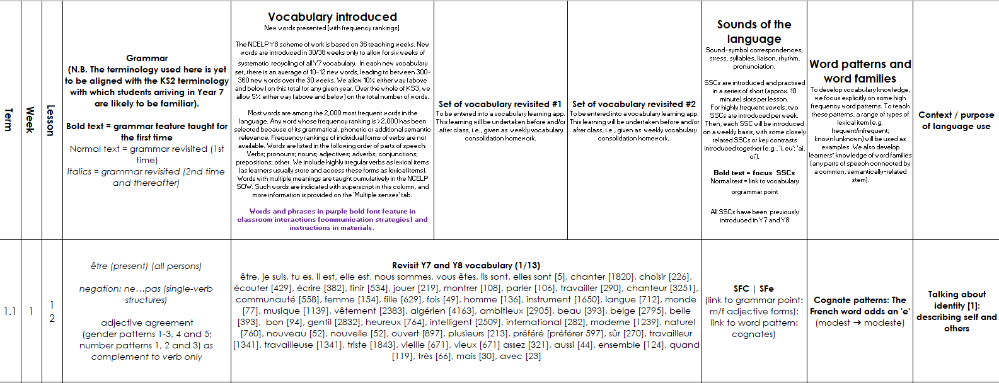 Term
Week
Lesson
Grammar
(N.B. The terminology used here is yet
to be aligned with the KS2 terminology
with which students arriving in Year 7
are likely to be familiar).
Bold text = grammar feature taught for
the first time
Normal text = grammar revisited (1st
time)
Italics = grammar revisited (2nd time
and thereafter)
Vocabulary introduced
New words presented [with frequency rankings].
The NCELP Y8 scheme of work is based on 36 teaching weeks. New
words are introduced in 30/38 weeks only to allow for six weeks of
systematic recycling of all Y7 vocabulary. In each new vocabulary
set, there is an average of 10-12 new words, leading to between 300-
360 new words over the 30 weeks. We allow 10% either way (above
and below) on this total for any given year. Over the whole of KS3, we
allow 5% either way (above and below) on the total number of words.
Most words are among the 2,000 most frequent words in the
language. Any word whose frequency ranking is >2,000 has been
selected because of its grammatical, phonetic or additional semantic
relevance. Frequency rankings of individual forms of verbs are not
available. Words are listed in the following order of parts of speech:
Verbs; pronouns; nouns; adjectives; adverbs; conjunctions;
prepositions; other. We include highly irregular verbs as lexical items
(as learners usually store and access these forms as lexical items).
Words with multiple meanings are taught cumulatively in the NCELP
SOW. Such words are indicated with superscript in this column, and
more information is provided on the 'Multiple senses' tab.
Words and phrases in purple bold font feature in
classroom interactions (communication strategies) and
instructions in materials.
Set of vocabulary revisited #1
To be entered into a vocabulary learning app.
This learning will be undertaken before and/or
after class, i.e., given as weekly vocabulary
consolidation homework.
Set of vocabulary revisited #2
To be entered into a vocabulary learning app.
This learning will be undertaken before and/or
after class, i.e., given as weekly vocabulary
consolidation homework.
Sounds of the
language
Sound-symbol correspondences,
stress, syllables, liaison, rhythm,
pronunciation.
SSCs are introduced and practised
in a series of short (approx. 10
minute) slots per lesson.
For highly frequent vowels, two
SSCs are introduced per week.
Then, each SSC will be introduced
on a weekly basis, with some closely
related SSCs or key contrasts
introduced together (e.g., 'i, eu'; 'ai,
oi').
Bold text = focus SSCs
Normal text = link to vocabulary
orgrammar point
All SSCs have been previously
introduced in Y7 and Y8
Word patterns and
word families
To develop vocabulary knowledge,
we focus explicitly on some high
frequency word patterns. To teach
these patterns, a range of types of
lexical item (e.g.
frequent/infrequent;
known/unknown) will be used as
examples. We also develop
learners' knowledge of word families
(any parts of speech connected by
a common, semantically-related
stem).
Context / purpose
of language use
1.1
1
1
2
être (present) (all persons)
negation: ne...pas (single-verb
structures)
adjective agreement
(gender patterns 1-3, 4 and 5;
number patterns 1, 2 and 3) as
complement to verb only
Revisit Y7 and Y8 vocabulary (1/13)
être, je suis, tu es, il est, elle est, nous sommes, vous êtes, ils sont, elles sont [5], chanter [1820], choisir [226],
écouter [429], écrire [382], finir [534], jouer [219], montrer [108], parler [106], travailler [290], chanteur [3251],
communauté [558], femme [154], fille [629], fois [49], homme [136], instrument [1650], langue [712], monde
[77], musique [1139], vêtement [2383], algérien [4163], ambitieux [2905], beau [393], belge [2795], belle
[393], bon [94], gentil [2832], heureux [764], intelligent [2509], international [282], moderne [1239], naturel
[760], nouveau [52], nouvelle [52], ouvert [897], plusieurs [213], préféré [préférer 597], sûr [270], travailleur
[1341], travailleuse [1341], triste [1843], vieille [671], vieux [671] assez [321], aussi [44], ensemble [124], quand
[119], très [66], mais [30], avec [23]
SFC | SFe
(link to grammar point:
m/f adjective forms);
link to word pattern:
cognates)
Cognate patterns: The
French word adds an 'e'
(modest ➔ modeste)
Talking about
identity [1]:
describing self and
others